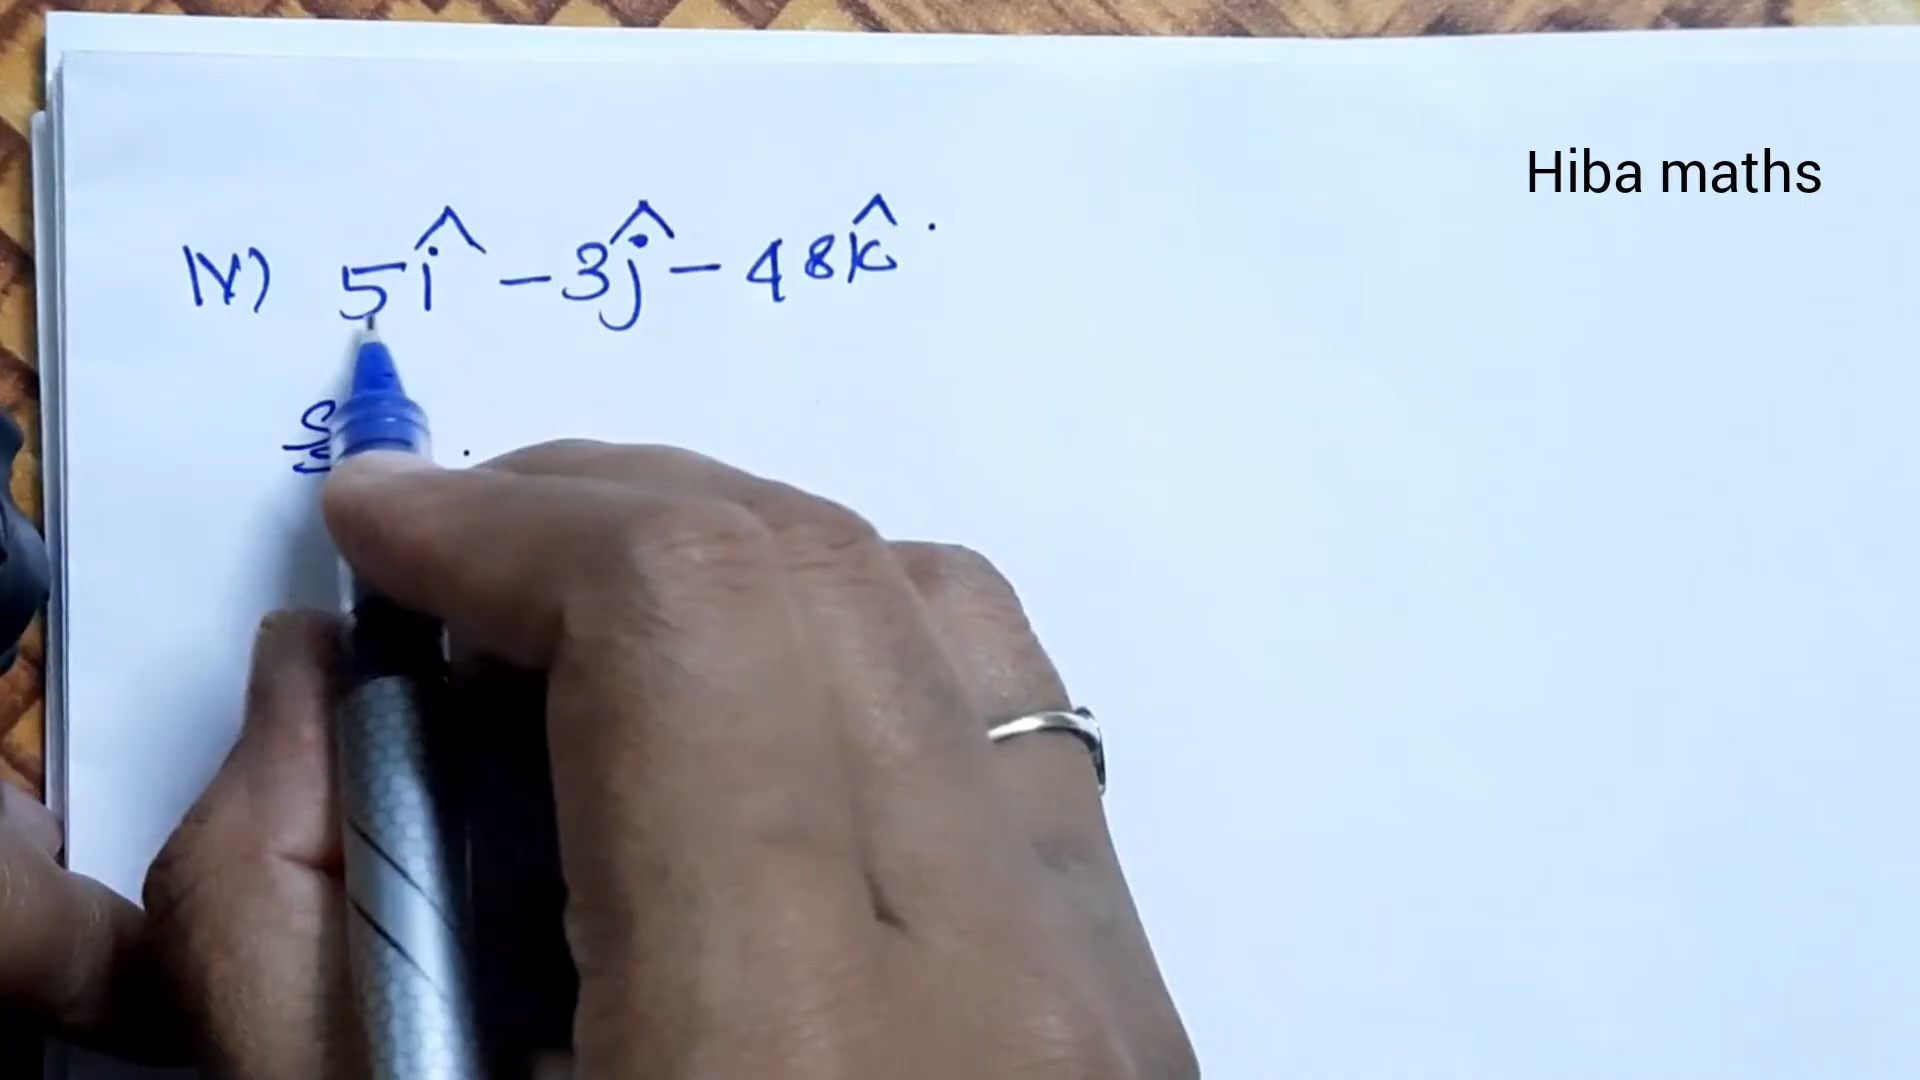 Hiba maths
IV) 5î - 3ĵ - 48k̂.